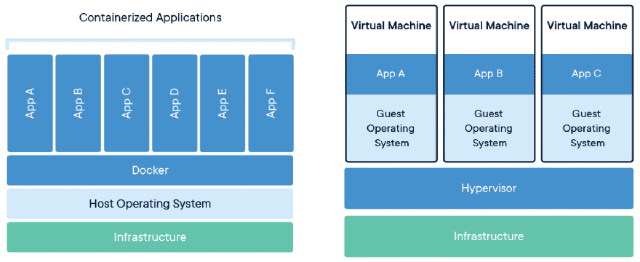 Containerized Applications
App A
App B
App C
App D
App E
App F
Docker
Host Operating System
Infrastructure
Virtual Machine
App A
Guest
Operating
System
Virtual Machine
App B
Guest
Operating
System
Virtual Machine
App C
Guest
Operating
System
Hypervisor
Infrastructure